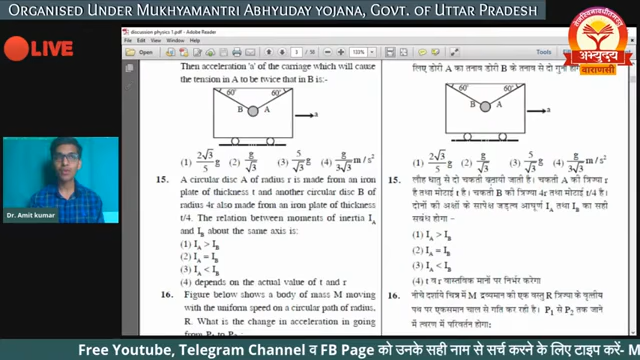 Organised Under Mukhyamantri Abhyuday Yojana, Govt. of Uttar Pradesh
LIVE
discussion physics 1.pdf - Adobe Reader
File Edit View Window Help
Tools
Then acceleration 'a' of the carriage which will cause
the tension in A to be twice that in B is:-
60° 60°
B A
a
(1) 2√3/5 g (2) g/√3 (3) 5/√3 g (4) g/3√3 m/s²
15. A circular disc A of radius r is made from an iron
plate of thickness t and another circular disc B of
radius 4r also made from an iron plate of thickness
t/4. The relation between moments of inertia I_A
and I_B about the same axis is:
(1) I_A > I_B
(2) I_A = I_B
(3) I_A < I_B
(4) depends on the actual value of t and r
16. Figure below shows a body of mass M moving
with the uniform speed on a circular path of radius,
R. What is the change in acceleration in going
लिए डोरी A का तनाव डोरी B के तनाव से दो गुना
60° 60°
B A
a
(1) 2√3/5 g (2) g/√3 (3) 5/√3 g (4) g/3√3 m/s²
15. लौह धातु से दो चकती बनायी जाती है। चकती A की त्रिज्या r
है तथा मोटाई t है। चकती B की त्रिज्या 4r तथा मोटाई t/4 है।
दोनों की अक्षों के सापेक्ष जड़त्व आघूर्ण I_A तथा I_B का सही
सबंध होगा -
(1) I_A > I_B
(2) I_A = I_B
(3) I_A < I_B
(4) t व r वास्तविक मानों पर निर्भर करेगा
16. नीचे दर्शाये चित्र में M द्रव्यमान की एक वस्तु R त्रिज्या के वृत्तीय
पथ पर एकसमान चाल से गति कर रही है। P₁ से P₂ तक जाने
में त्वरण में परिवर्तन होगा:
अभ्युदय
वाराणसी
Dr. Amit kumar
Free Youtube, Telegram Channel व FB Page को उनके सही नाम से सर्च करने के लिए टाइप करें- M